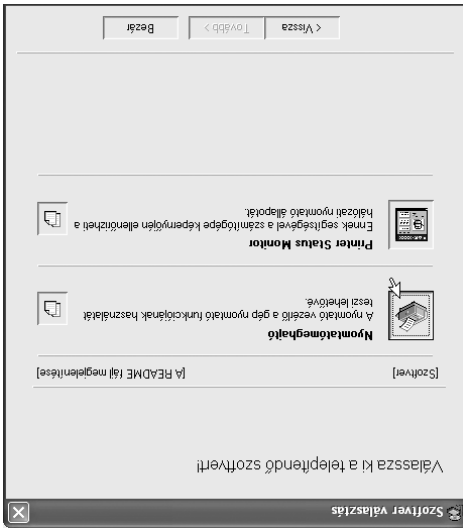 Szoftver választás
Válassza ki a telepítendő szoftvert!
[Szoftver] [A README fájl megjelenítése]
Nyomtatómeghajtó
A nyomtató vezérlő a gép nyomtató funkciójának használatát
teszi lehetővé.
Printer Status Monitor
Ennek segítségével a számítógépe képernyőjén ellenőrizheti a
hálózati nyomtató állapotát.
< Vissza Tovább > Bezár